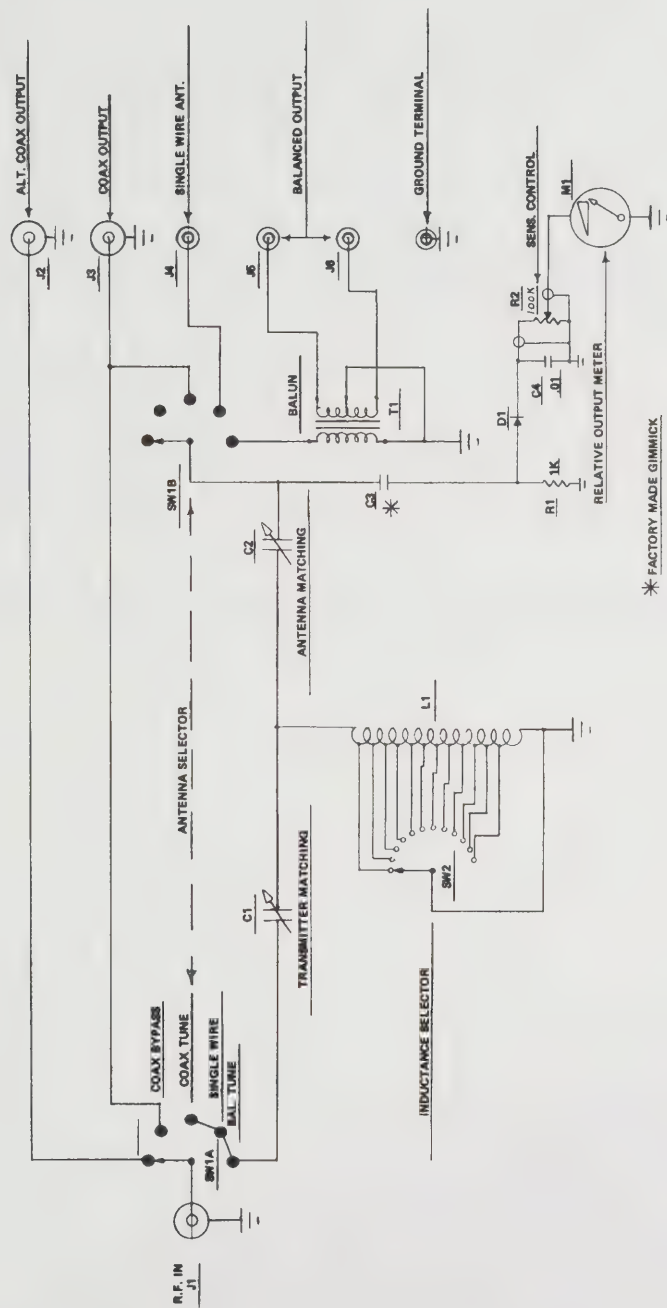 ALT. COAX OUTPUT
J2
COAX OUTPUT
J3
SINGLE WIRE ANT.
J4
BALANCED OUTPUT
J5
J6
GROUND TERMINAL
SENS. CONTROL
R2
100K
M1
BALUN
T1
D1
C4
.01
1K
R1
RELATIVE OUTPUT METER
SW1B
C3
* FACTORY MADE GIMMICK
C2
ANTENNA MATCHING
ANTENNA SELECTOR
L1
SW2
C1
TRANSMITTER MATCHING
INDUCTANCE SELECTOR
COAX BYPASS
COAX TUNE
SINGLE WIRE
BAL. TUNE
SW1A
R.F. IN
J1